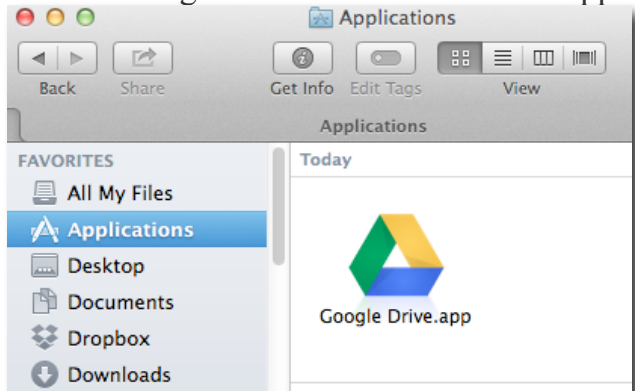 Applications
Back Share Get Info Edit Tags View
Applications
FAVORITES
All My Files
Applications
Desktop
Documents
Dropbox
Downloads
Today
Google Drive.app